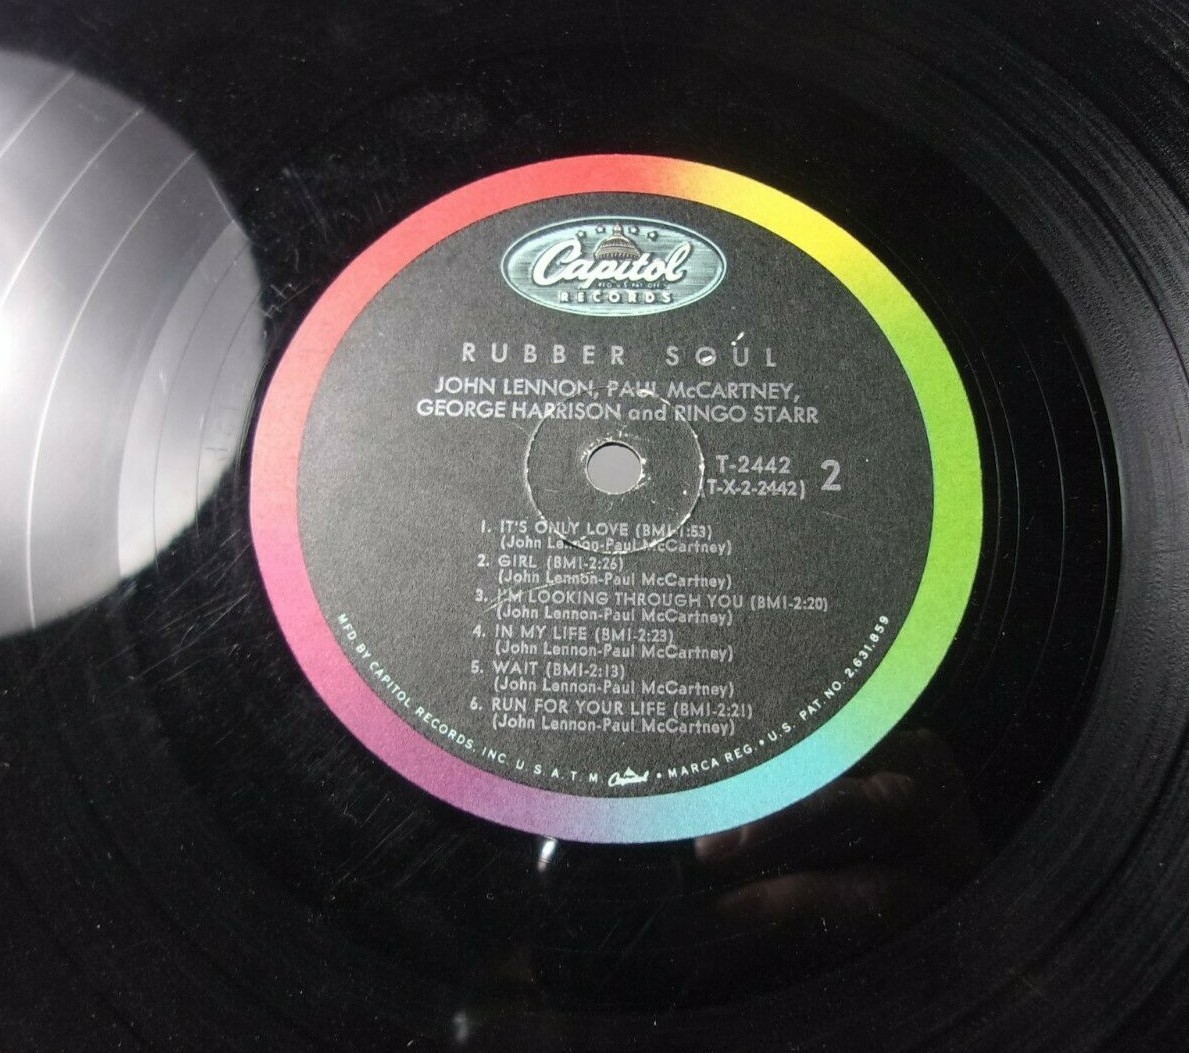 Capitol
REG. U.S. PAT. OFF.
RECORDS
RUBBER SOUL
JOHN LENNON, PAUL McCARTNEY,
GEORGE HARRISON and RINGO STARR
T-2442
(T-X-2-2442)
2
1. IT'S ONLY LOVE (BMI-1:53)
(John Lennon-Paul McCartney)
2. GIRL (BMI-2:26)
(John Lennon-Paul McCartney)
3. I'M LOOKING THROUGH YOU (BMI-2:20)
(John Lennon-Paul McCartney)
4. IN MY LIFE (BMI-2:23)
(John Lennon-Paul McCartney)
5. WAIT (BMI-2:13)
(John Lennon-Paul McCartney)
6. RUN FOR YOUR LIFE (BMI-2:21)
(John Lennon-Paul McCartney)
MFD. BY CAPITOL RECORDS, INC. U.S.A. T.M. Capitol • MARCA REG. • U.S. PAT. NO. 2,631,859